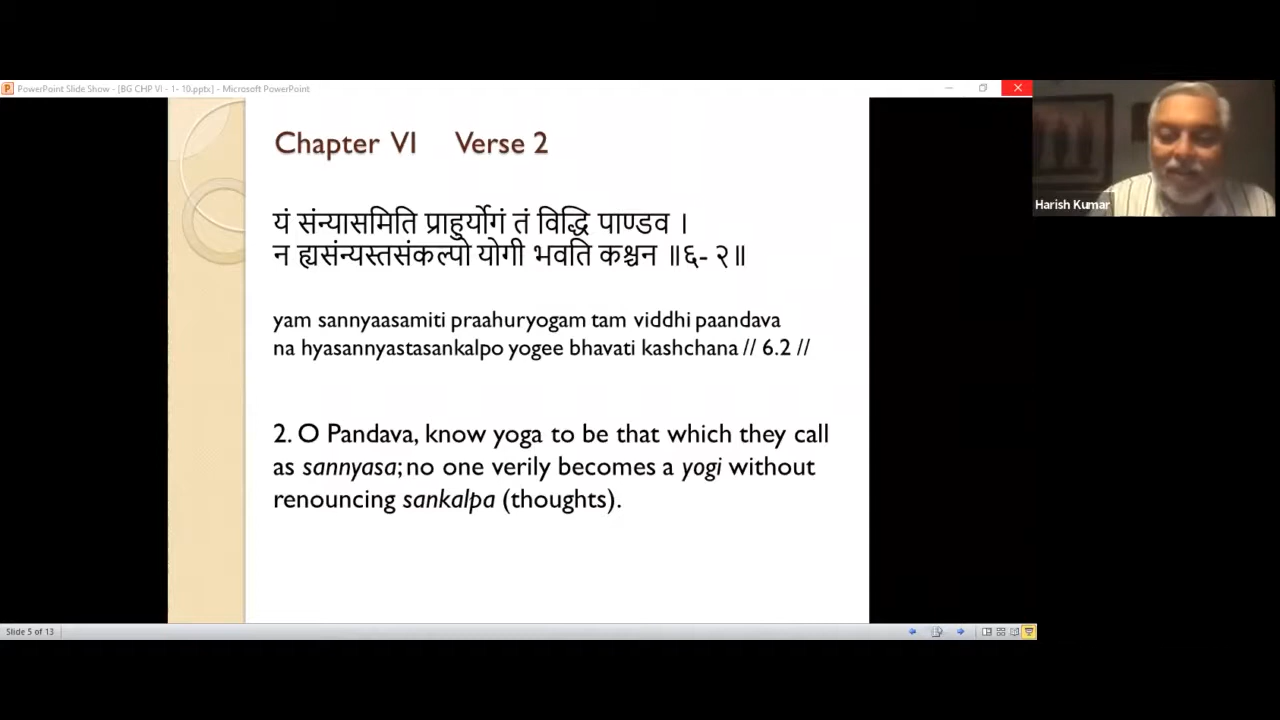 PowerPoint Slide Show - [BG CHP VI - 1- 10.pptx] - Microsoft PowerPoint
Chapter VI Verse 2
यं संन्यासमिति प्राहुर्योगं तं विद्धि पाण्डव ।
न ह्यसंन्यस्तसंकल्पो योगी भवति कश्चन ॥६- २॥
yam sannyaasamiti praahuryogam tam viddhi paandava
na hyasannyastasankalpo yogee bhavati kashchana // 6.2 //
2. O Pandava, know yoga to be that which they call
as sannyasa; no one verily becomes a yogi without
renouncing sankalpa (thoughts).
Harish Kumar
Slide 5 of 13